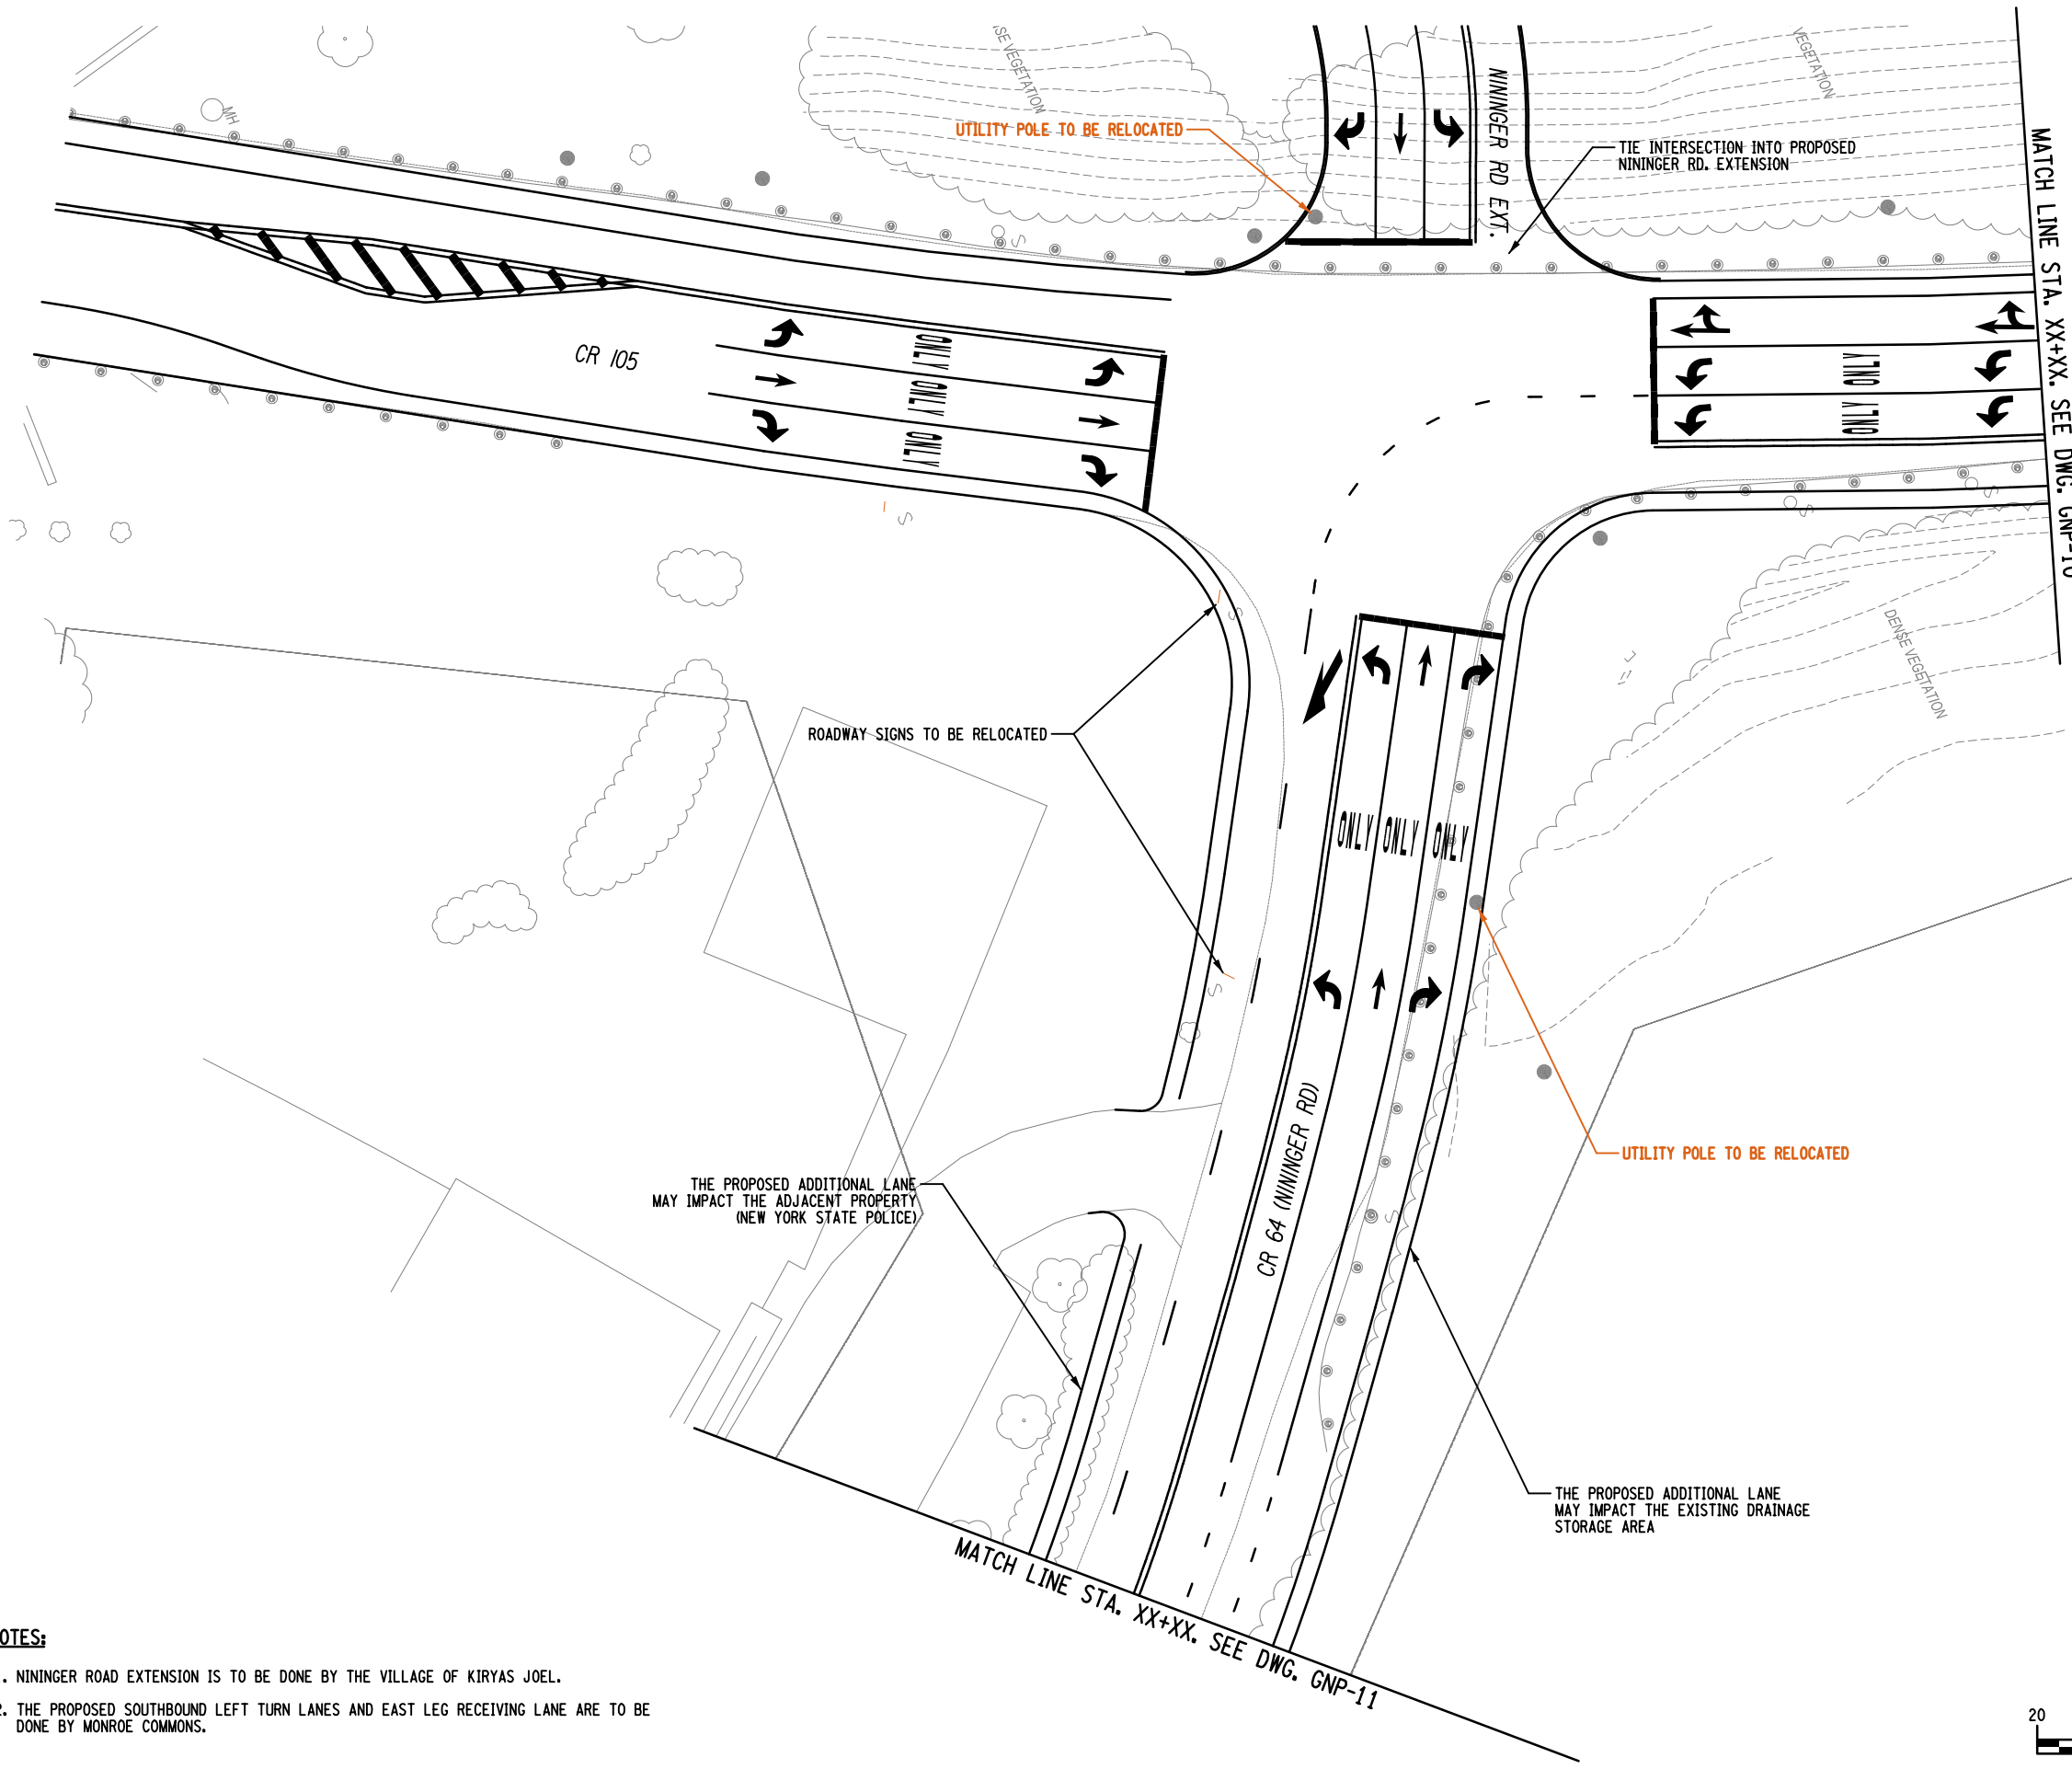 SE VEGETATION
VEGETATION
MH
UTILITY POLE TO BE RELOCATED
NININGER RD EXT.
TIE INTERSECTION INTO PROPOSED
NININGER RD. EXTENSION
MATCH LINE STA. XX+XX. SEE DWG. GNP-10
CR 105
ONLY
ONLY
ONLY
ONLY
ONLY
S
S
S
S
S
DENSE VEGETATION
ROADWAY SIGNS TO BE RELOCATED
ONLY ONLY ONLY
S
CR 64 (NININGER RD)
UTILITY POLE TO BE RELOCATED
THE PROPOSED ADDITIONAL LANE
MAY IMPACT THE ADJACENT PROPERTY
(NEW YORK STATE POLICE)
S
THE PROPOSED ADDITIONAL LANE
MAY IMPACT THE EXISTING DRAINAGE
STORAGE AREA
MATCH LINE STA. XX+XX. SEE DWG. GNP-11
OTES:
. NININGER ROAD EXTENSION IS TO BE DONE BY THE VILLAGE OF KIRYAS JOEL.
2. THE PROPOSED SOUTHBOUND LEFT TURN LANES AND EAST LEG RECEIVING LANE ARE TO BE
DONE BY MONROE COMMONS.
20